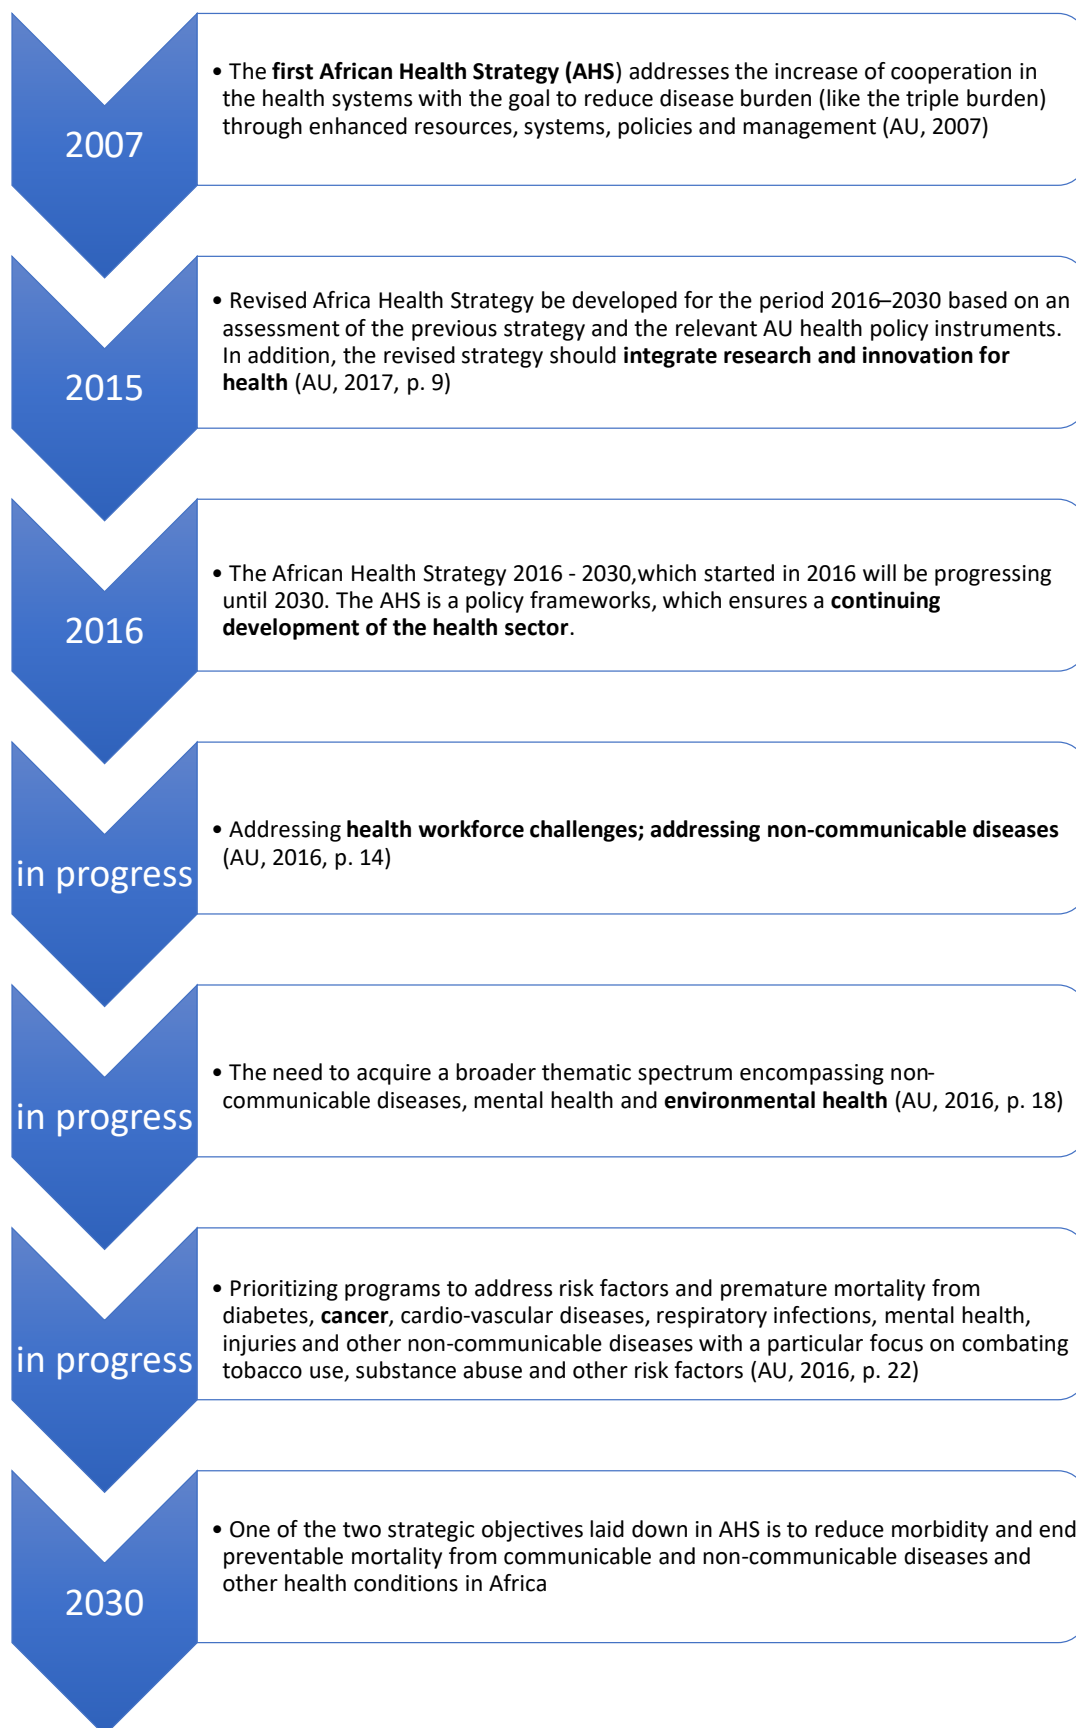 2007
• The first African Health Strategy (AHS) addresses the increase of cooperation in
the health systems with the goal to reduce disease burden (like the triple burden)
through enhanced resources, systems, policies and management (AU, 2007)
2015
• Revised Africa Health Strategy be developed for the period 2016–2030 based on an
assessment of the previous strategy and the relevant AU health policy instruments.
In addition, the revised strategy should integrate research and innovation for
health (AU, 2017, p. 9)
2016
• The African Health Strategy 2016 - 2030,which started in 2016 will be progressing
until 2030. The AHS is a policy frameworks, which ensures a continuing
development of the health sector.
in progress
• Addressing health workforce challenges; addressing non-communicable diseases
(AU, 2016, p. 14)
in progress
• The need to acquire a broader thematic spectrum encompassing non-
communicable diseases, mental health and environmental health (AU, 2016, p. 18)
in progress
• Prioritizing programs to address risk factors and premature mortality from
diabetes, cancer, cardio-vascular diseases, respiratory infections, mental health,
injuries and other non-communicable diseases with a particular focus on combating
tobacco use, substance abuse and other risk factors (AU, 2016, p. 22)
2030
• One of the two strategic objectives laid down in AHS is to reduce morbidity and end
preventable mortality from communicable and non-communicable diseases and
other health conditions in Africa